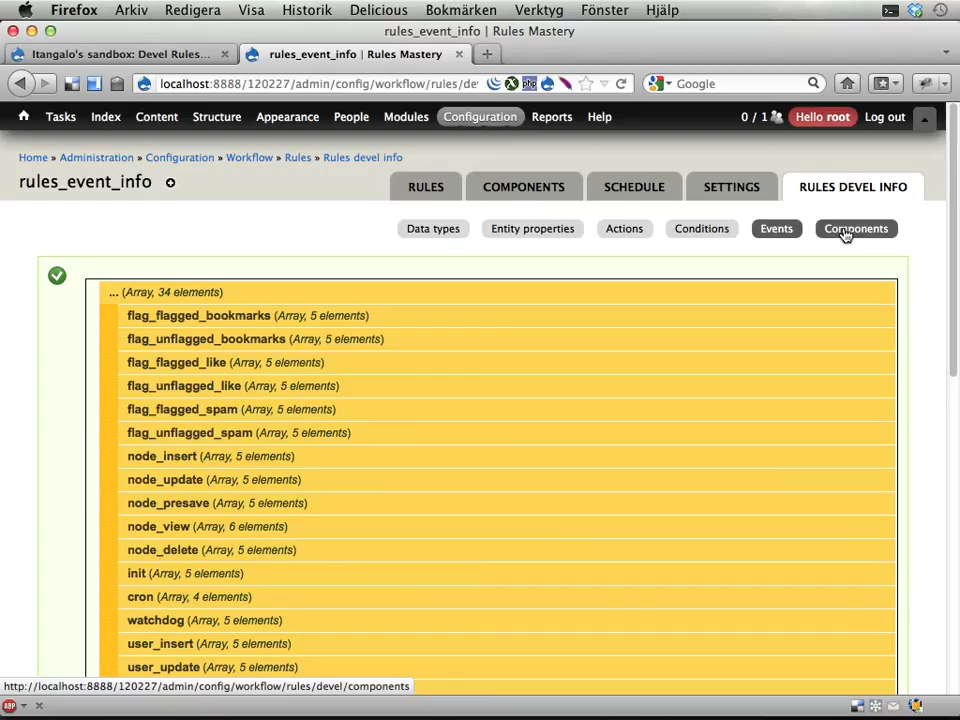 Firefox Arkiv Redigera Visa Historik Delicious Bokmärken Verktyg Fönster Hjälp
rules_event_info | Rules Mastery
Itangalo's sandbox: Devel Rules... rules_event_info | Rules Mastery
localhost:8888/120227/admin/config/workflow/rules/de php Google
Tasks Index Content Structure Appearance People Modules Configuration Reports Help 0 / 1 Hello root Log out
Home » Administration » Configuration » Workflow » Rules » Rules devel info
rules_event_info
RULES COMPONENTS SCHEDULE SETTINGS RULES DEVEL INFO
Data types Entity properties Actions Conditions Events Components
... (Array, 34 elements)
flag_flagged_bookmarks (Array, 5 elements)
flag_unflagged_bookmarks (Array, 5 elements)
flag_flagged_like (Array, 5 elements)
flag_unflagged_like (Array, 5 elements)
flag_flagged_spam (Array, 5 elements)
flag_unflagged_spam (Array, 5 elements)
node_insert (Array, 5 elements)
node_update (Array, 5 elements)
node_presave (Array, 5 elements)
node_view (Array, 6 elements)
node_delete (Array, 5 elements)
init (Array, 5 elements)
cron (Array, 4 elements)
watchdog (Array, 5 elements)
user_insert (Array, 5 elements)
user_update (Array, 5 elements)
http://localhost:8888/120227/admin/config/workflow/rules/devel/components
ABP